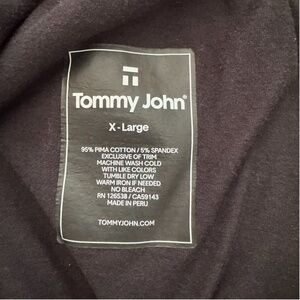 Tommy John®
X-Large
95% PIMA COTTON / 5% SPANDEX
EXCLUSIVE OF TRIM
MACHINE WASH COLD
WITH LIKE COLORS
TUMBLE DRY LOW
WARM IRON IF NEEDED
NO BLEACH
RN 126538 / CA59143
MADE IN PERU
TOMMYJOHN.COM